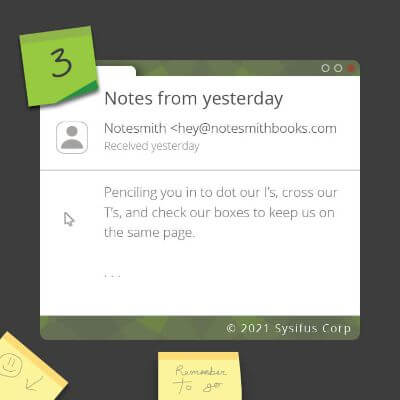 3
Notes from yesterday
Notesmith <hey@notesmithbooks.com
Received yesterday
Penciling you in to dot our I's, cross our
T's, and check our boxes to keep us on
the same page.
. . .
© 2021 Sysifus Corp
Remember
To go